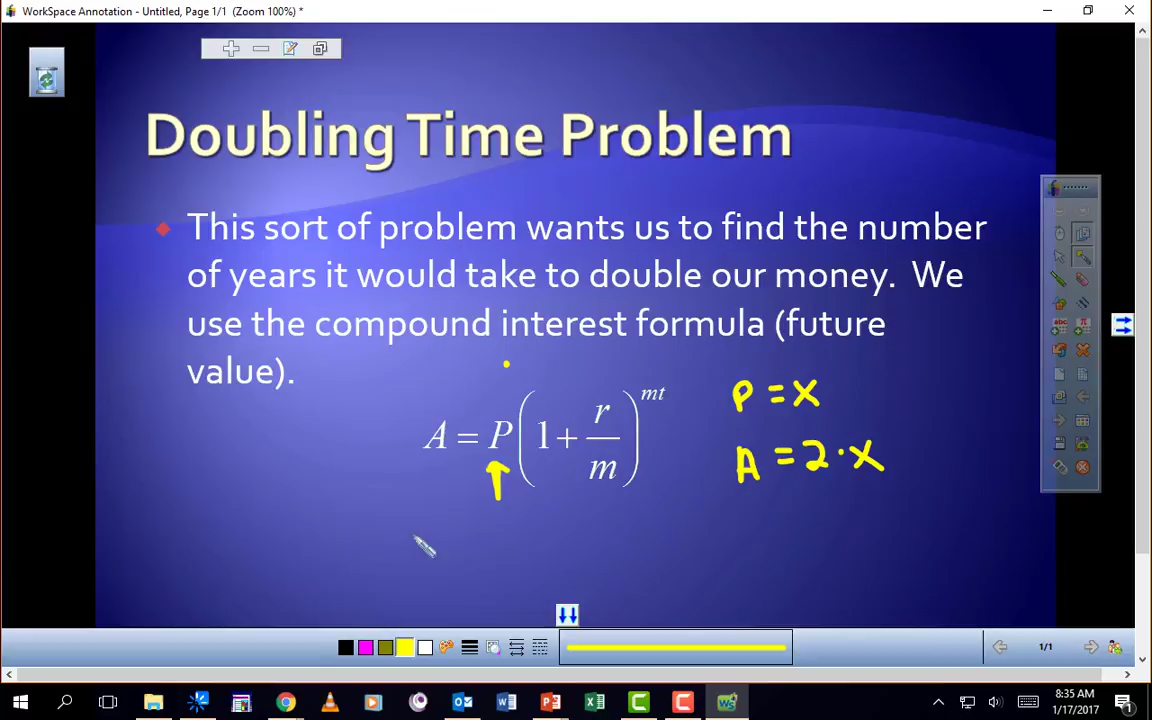 WorkSpace Annotation - Untitled, Page 1/1 (Zoom 100%) *
Doubling Time Problem
This sort of problem wants us to find the number
of years it would take to double our money. We
use the compound interest formula (future
value).
A = P(1 + r/m)^mt
P = X
A = 2 · X
1/1
8:35 AM
1/17/2017